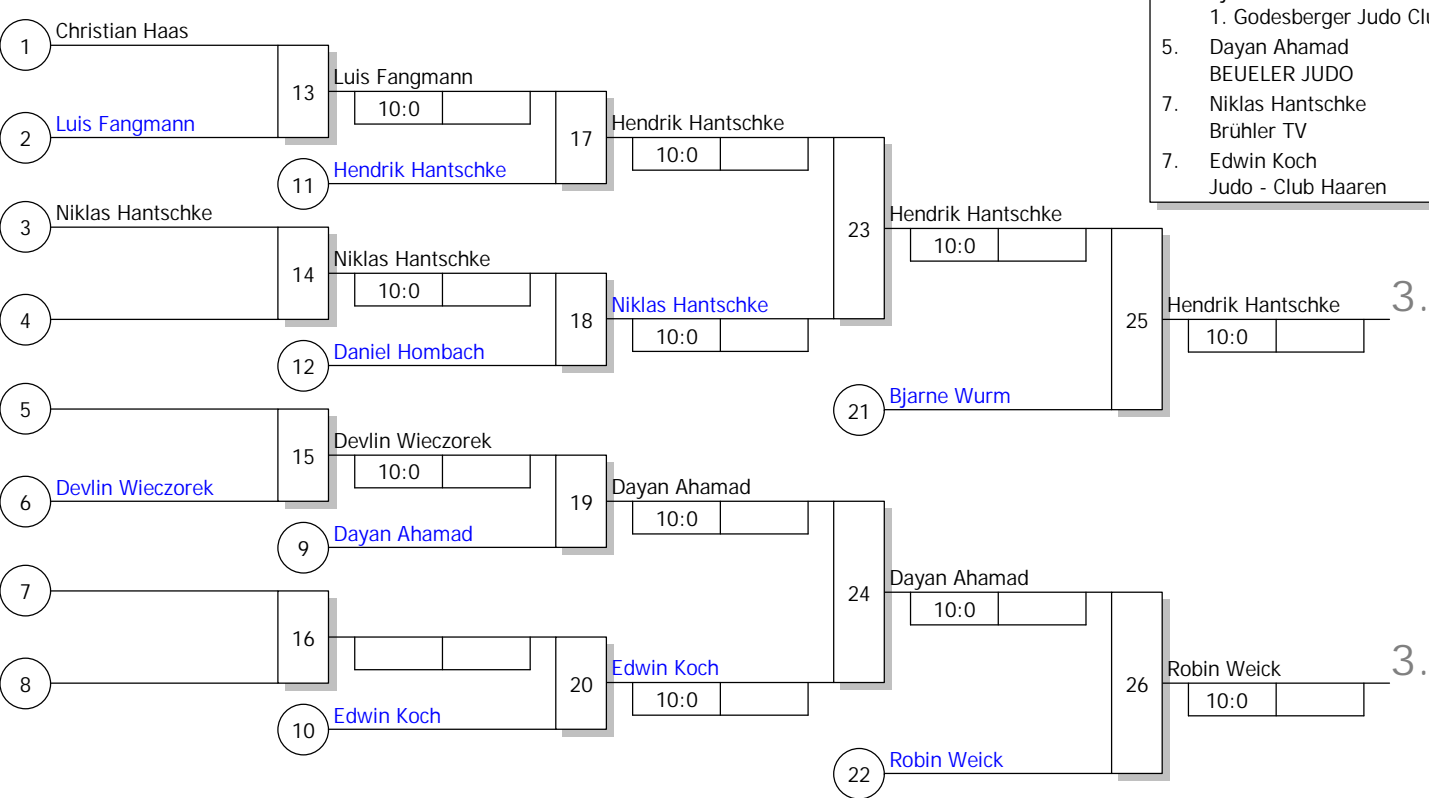 1. Godesberger Judo
5. Dayan Ahamad
BEUELER JUDO
7. Niklas Hantschke
Brühler TV
7. Edwin Koch
Judo - Club Haaren
1 Christian Haas
2 Luis Fangmann
13 Luis Fangmann
10:0
11 Hendrik Hantschke
17 Hendrik Hantschke
10:0
3 Niklas Hantschke
4
14 Niklas Hantschke
10:0
12 Daniel Hombach
18 Niklas Hantschke
10:0
23 Hendrik Hantschke
10:0
21 Bjarne Wurm
25 Hendrik Hantschke 3.
10:0
5
6 Devlin Wieczorek
15 Devlin Wieczorek
10:0
9 Dayan Ahamad
19 Dayan Ahamad
10:0
7
8
16
10 Edwin Koch
20 Edwin Koch
10:0
24 Dayan Ahamad
10:0
22 Robin Weick
26 Robin Weick 3.
10:0